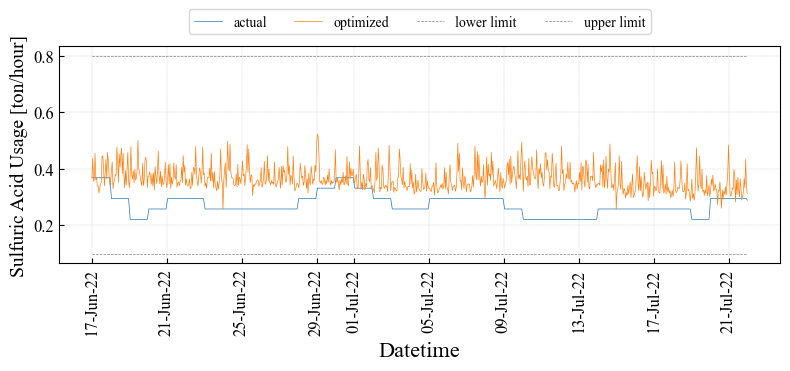 actual optimized lower limit upper limit
Sulfuric Acid Usage [ton/hour]
0.8
0.6
0.4
0.2
17-Jun-22 21-Jun-22 25-Jun-22 29-Jun-22 01-Jul-22 05-Jul-22 09-Jul-22 13-Jul-22 17-Jul-22 21-Jul-22
Datetime